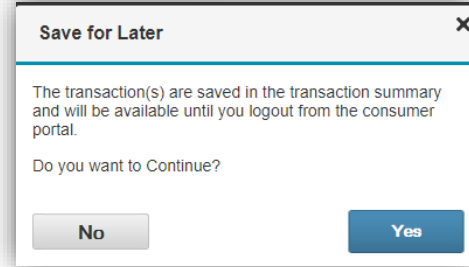 Save for Later
The transaction(s) are saved in the transaction summary
and will be available until you logout from the consumer
portal.
Do you want to Continue?
No
Yes